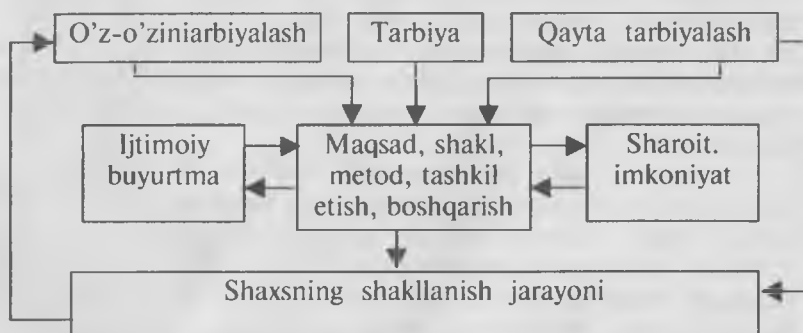 O'z-o'ziniarbiyalash
Tarbiya
Qayta tarbiyalash
Ijtimoiy
buyurtma
Maqsad, shakl,
metod, tashkil
etish, boshqarish
Sharoit.
imkoniyat
Shaxsning shakllanish jarayoni